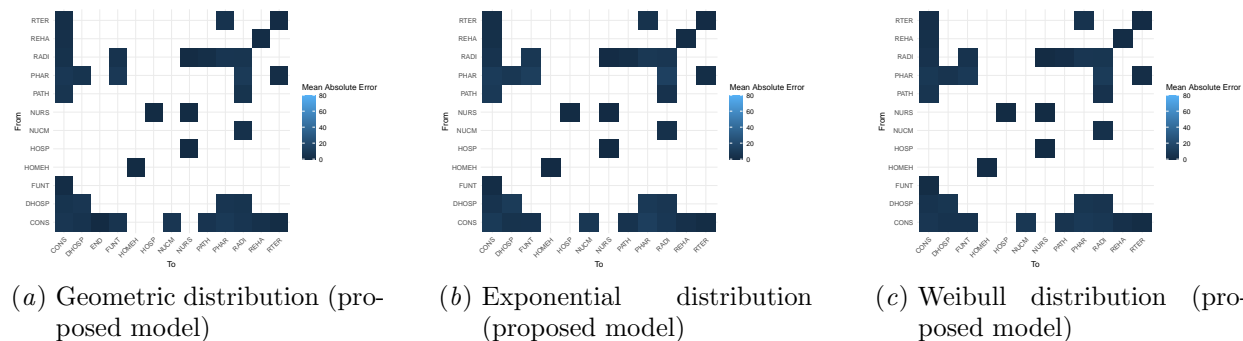 RTER
REHA
RADI
PHAR
PATH
NURS
NUCM
HOSP
HOMEH
FUNT
DHOSP
CONS
From
CONS DHOSP END FUNT HOMEH HOSP NUCM NURS PATH PHAR RADI REHA RTER
To
Mean Absolute Error
80
60
40
20
0
(a) Geometric distribution (pro-
posed model)
RTER
REHA
RADI
PHAR
PATH
NURS
NUCM
HOSP
HOMEH
FUNT
DHOSP
CONS
From
CONS DHOSP FUNT HOMEH HOSP NUCM NURS PATH PHAR RADI REHA RTER
To
Mean Absolute Error
80
60
40
20
0
(b) Exponential distribution
(proposed model)
RTER
REHA
RADI
PHAR
PATH
NURS
NUCM
HOSP
HOMEH
FUNT
DHOSP
CONS
From
CONS DHOSP FUNT HOMEH HOSP NUCM NURS PATH PHAR RADI REHA RTER
To
Mean Absolute Error
80
60
40
20
0
(c) Weibull distribution (pro-
posed model)